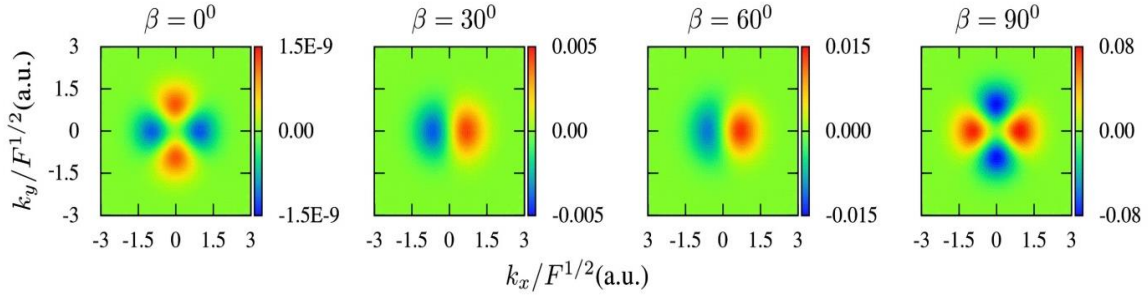 β = 0⁰ β = 30⁰ β = 60⁰ β = 90⁰
3 1.5E-9 0.005 0.015 0.08
1.5
0 0.00 0.00 0.000 0.00
-1.5
-3 -1.5E-9 -0.005 -0.015 -0.08
-3 -1.5 0 1.5 3 -3 -1.5 0 1.5 3 3 -1.5 0 1.5 3 -3 -1.5 0 1.5 3
k_y/F^{1/2}(a.u.)
k_x/F^{1/2}(a.u.)